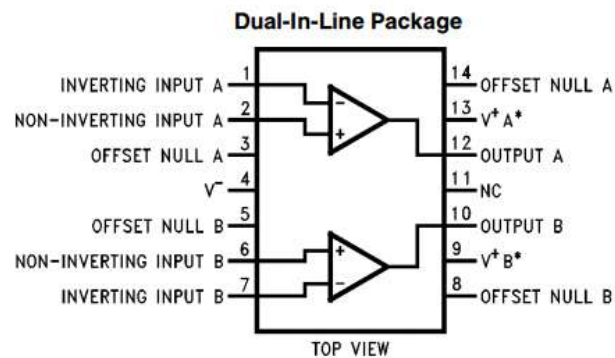 Dual-In-Line Package
INVERTING INPUT A 1
NON-INVERTING INPUT A 2
OFFSET NULL A 3
V⁻ 4
OFFSET NULL B 5
NON-INVERTING INPUT B 6
INVERTING INPUT B 7
14 OFFSET NULL A
13 V⁺ A*
12 OUTPUT A
11 NC
10 OUTPUT B
9 V⁺ B*
8 OFFSET NULL B
−
+
+
−
TOP VIEW